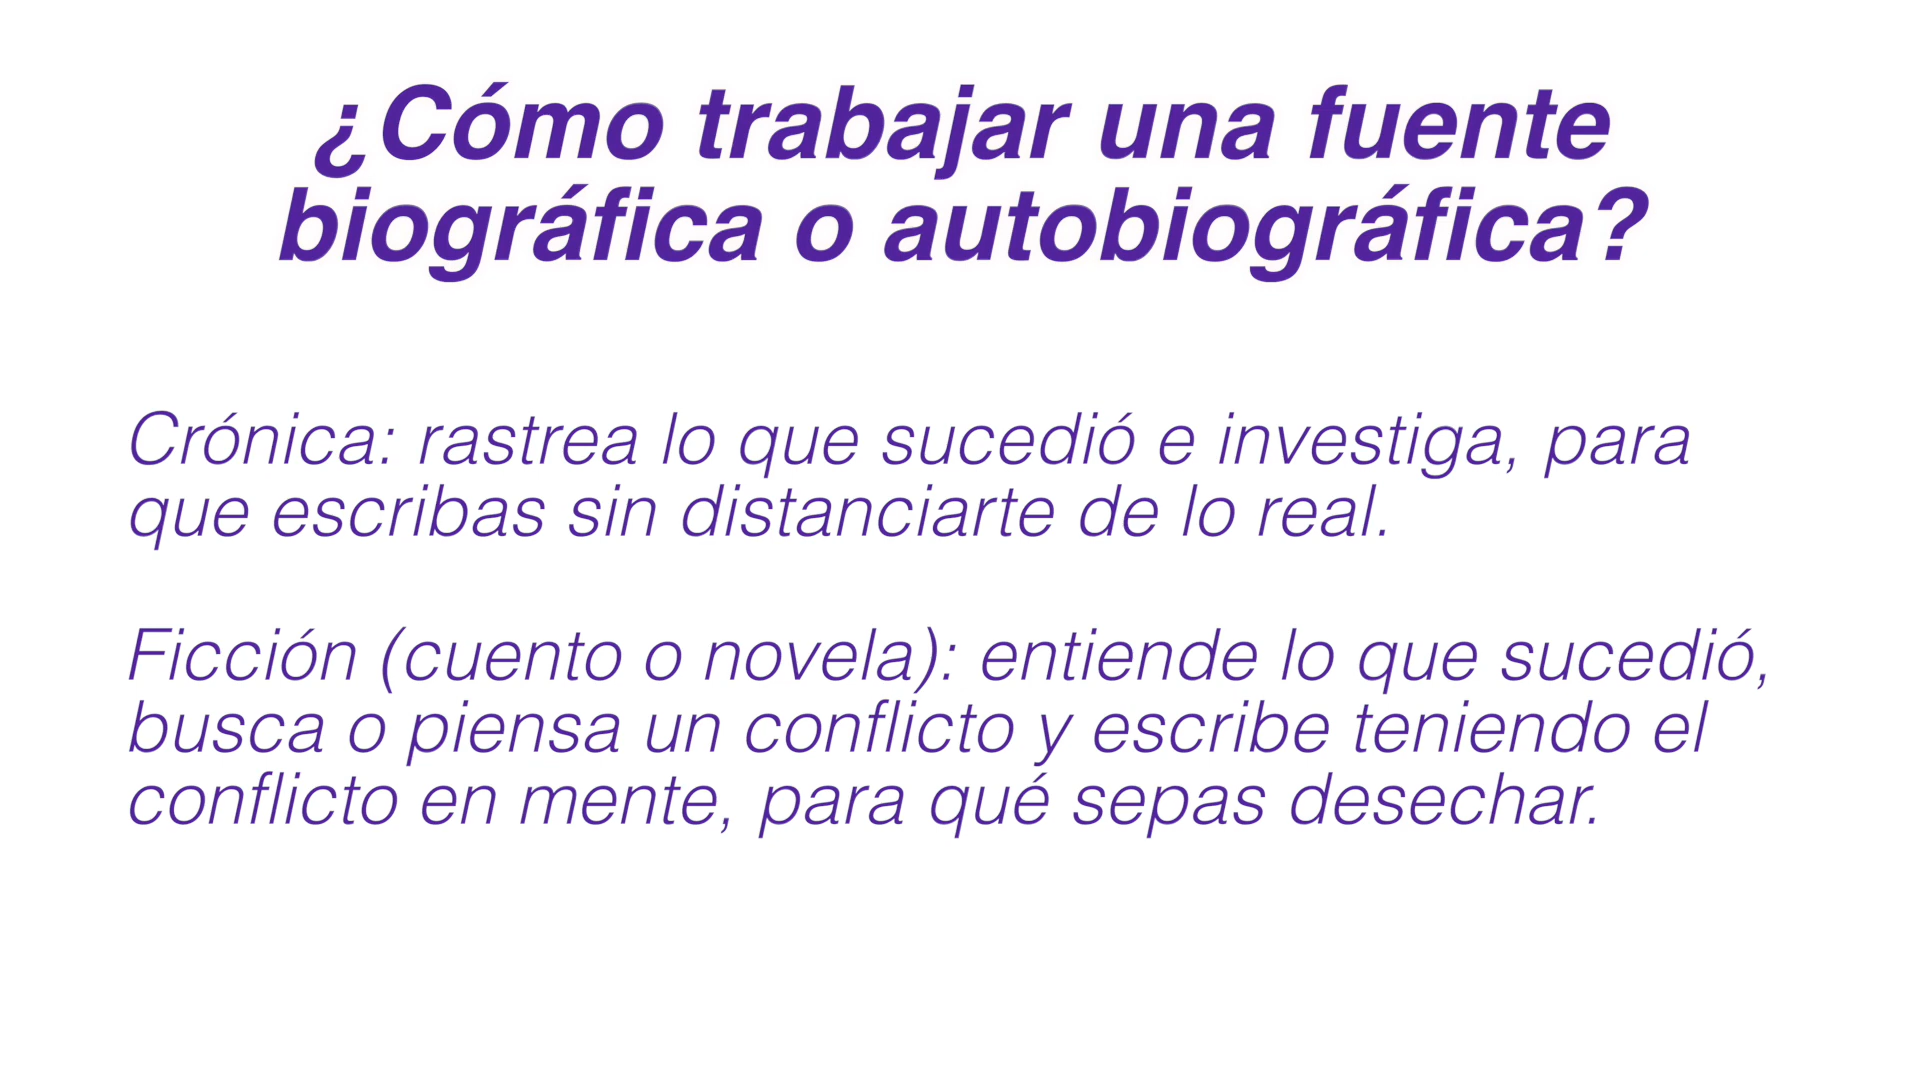 ¿Cómo trabajar una fuente
biográfica o autobiográfica?
Crónica: rastrea lo que sucedió e investiga, para
que escribas sin distanciarte de lo real.
Ficción (cuento o novela): entiende lo que sucedió,
busca o piensa un conflicto y escribe teniendo el
conflicto en mente, para qué sepas desechar.